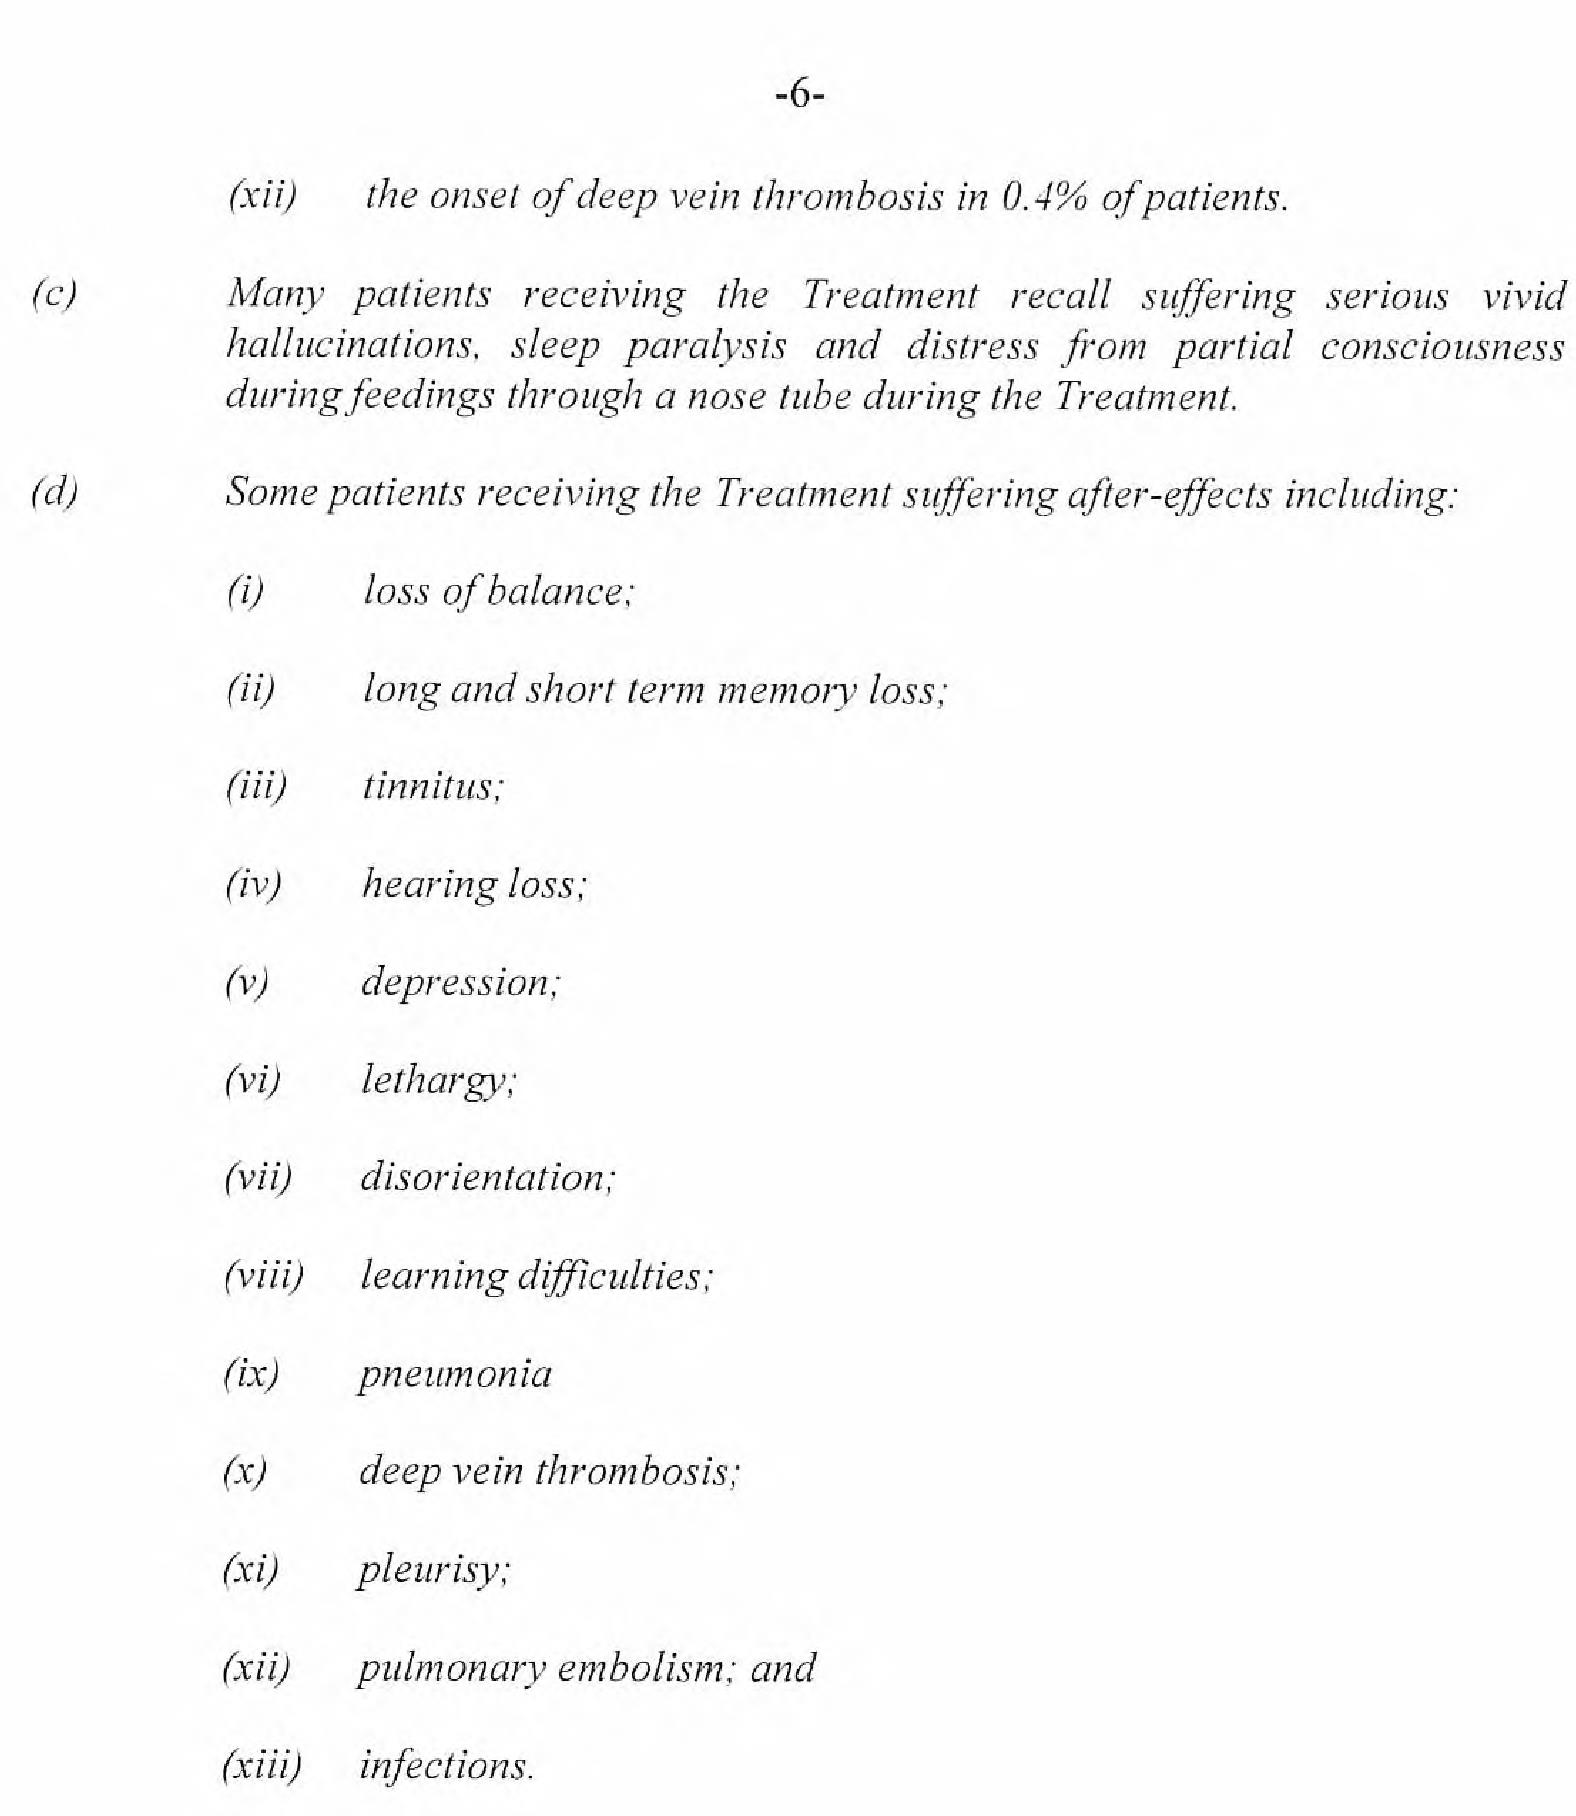 -6-
(xii) the onset of deep vein thrombosis in 0.4% of patients.
(c) Many patients receiving the Treatment recall suffering serious vivid
hallucinations, sleep paralysis and distress from partial consciousness
during feedings through a nose tube during the Treatment.
(d) Some patients receiving the Treatment suffering after-effects including:
(i) loss of balance;
(ii) long and short term memory loss;
(iii) tinnitus;
(iv) hearing loss;
(v) depression;
(vi) lethargy;
(vii) disorientation;
(viii) learning difficulties;
(ix) pneumonia
(x) deep vein thrombosis;
(xi) pleurisy;
(xii) pulmonary embolism; and
(xiii) infections.